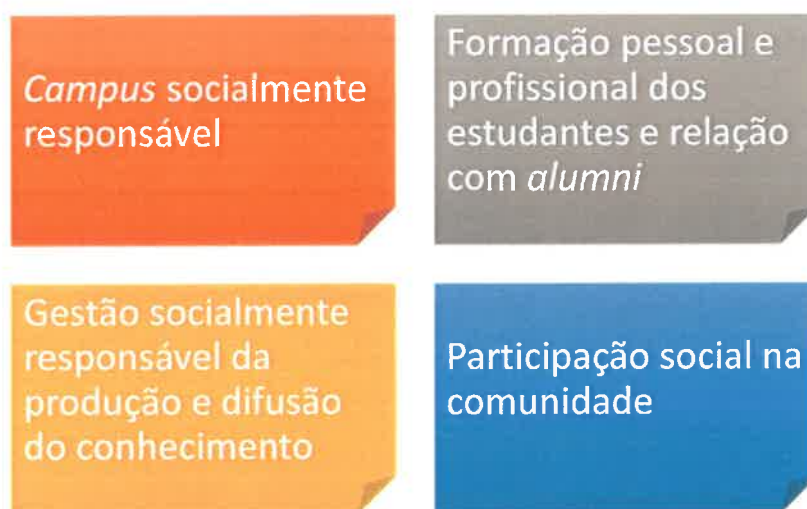 Campus socialmente
responsável
Formação pessoal e
profissional dos
estudantes e relação
com alumni
Gestão socialmente
responsável da
produção e difusão
do conhecimento
Participação social na
comunidade